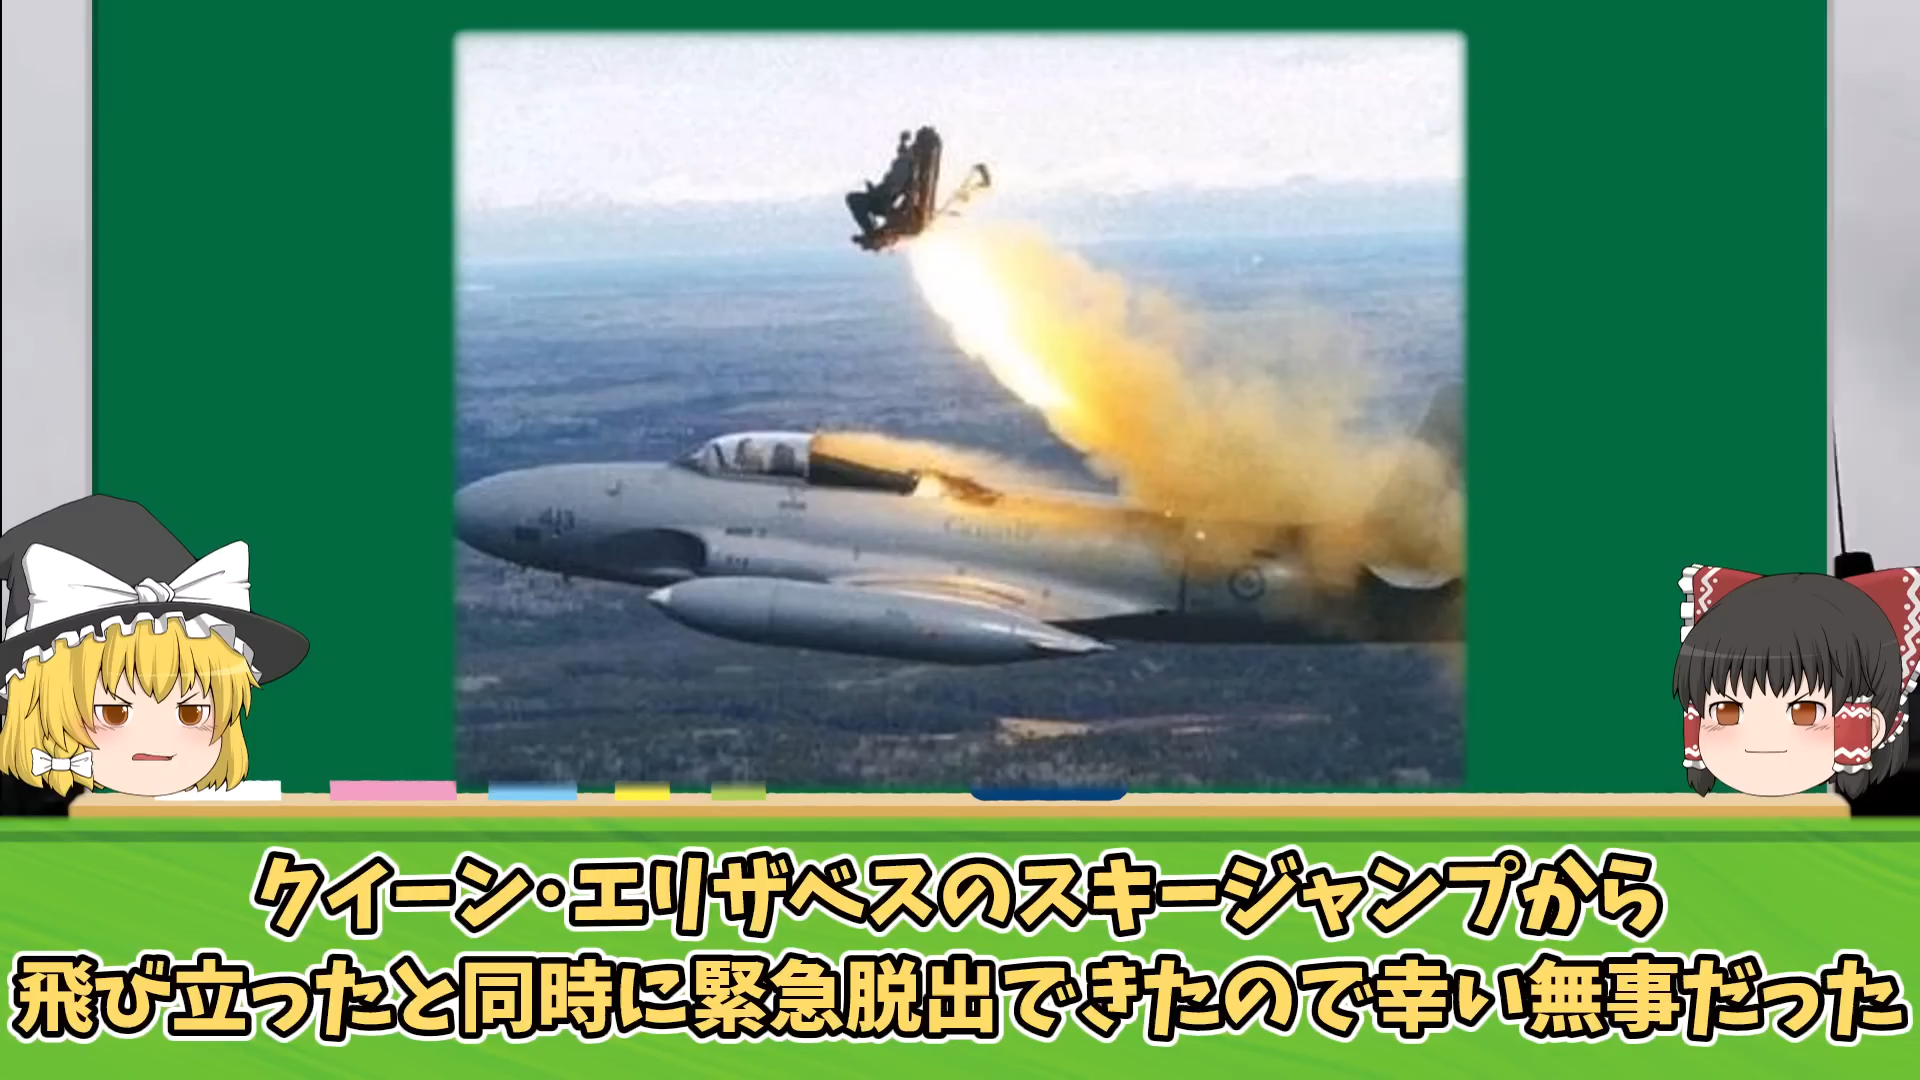 413
Canada
クイーン・エリザベスのスキージャンプから
飛び立ったと同時に緊急脱出できたので幸い無事だった